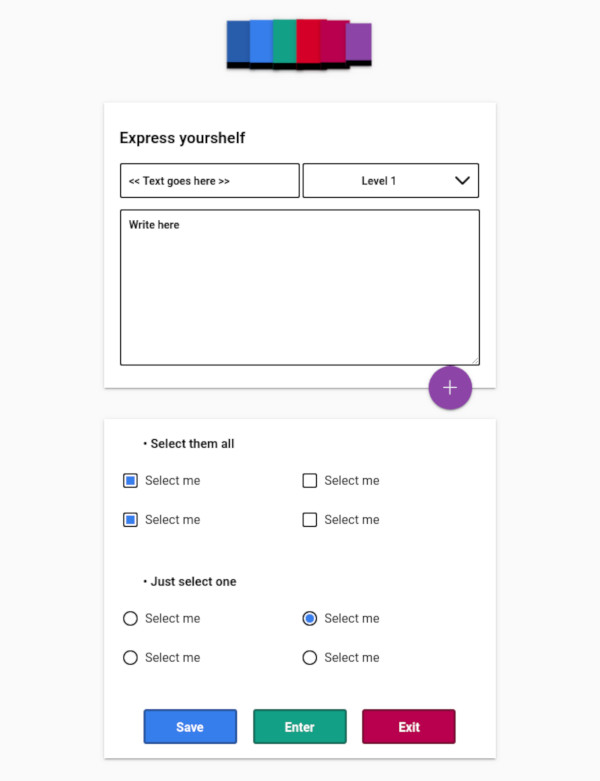 Express yourshelf
<< Text goes here >> Level 1
Write here
+
• Select them all
Select me Select me
Select me Select me
• Just select one
Select me Select me
Select me Select me
Save Enter Exit